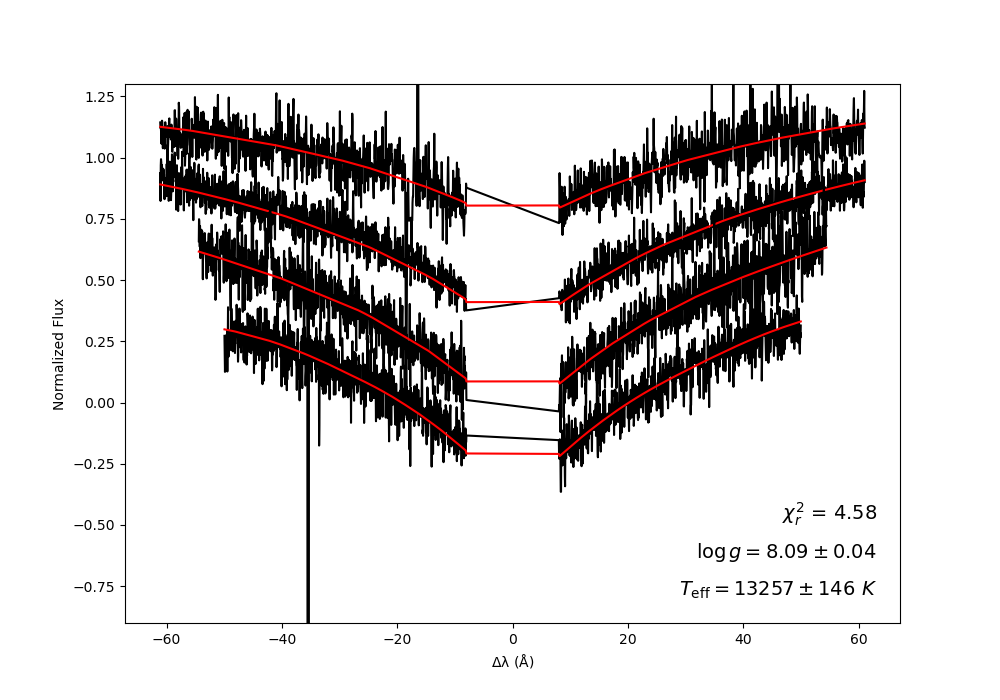 1.25
1.00
0.75
0.50
0.25
0.00
−0.25
−0.50
−0.75
Normalized Flux
χ²ᵣ = 4.58
log g = 8.09 ± 0.04
T_eff = 13257 ± 146 K
−60 −40 −20 0 20 40 60
Δλ (Å)